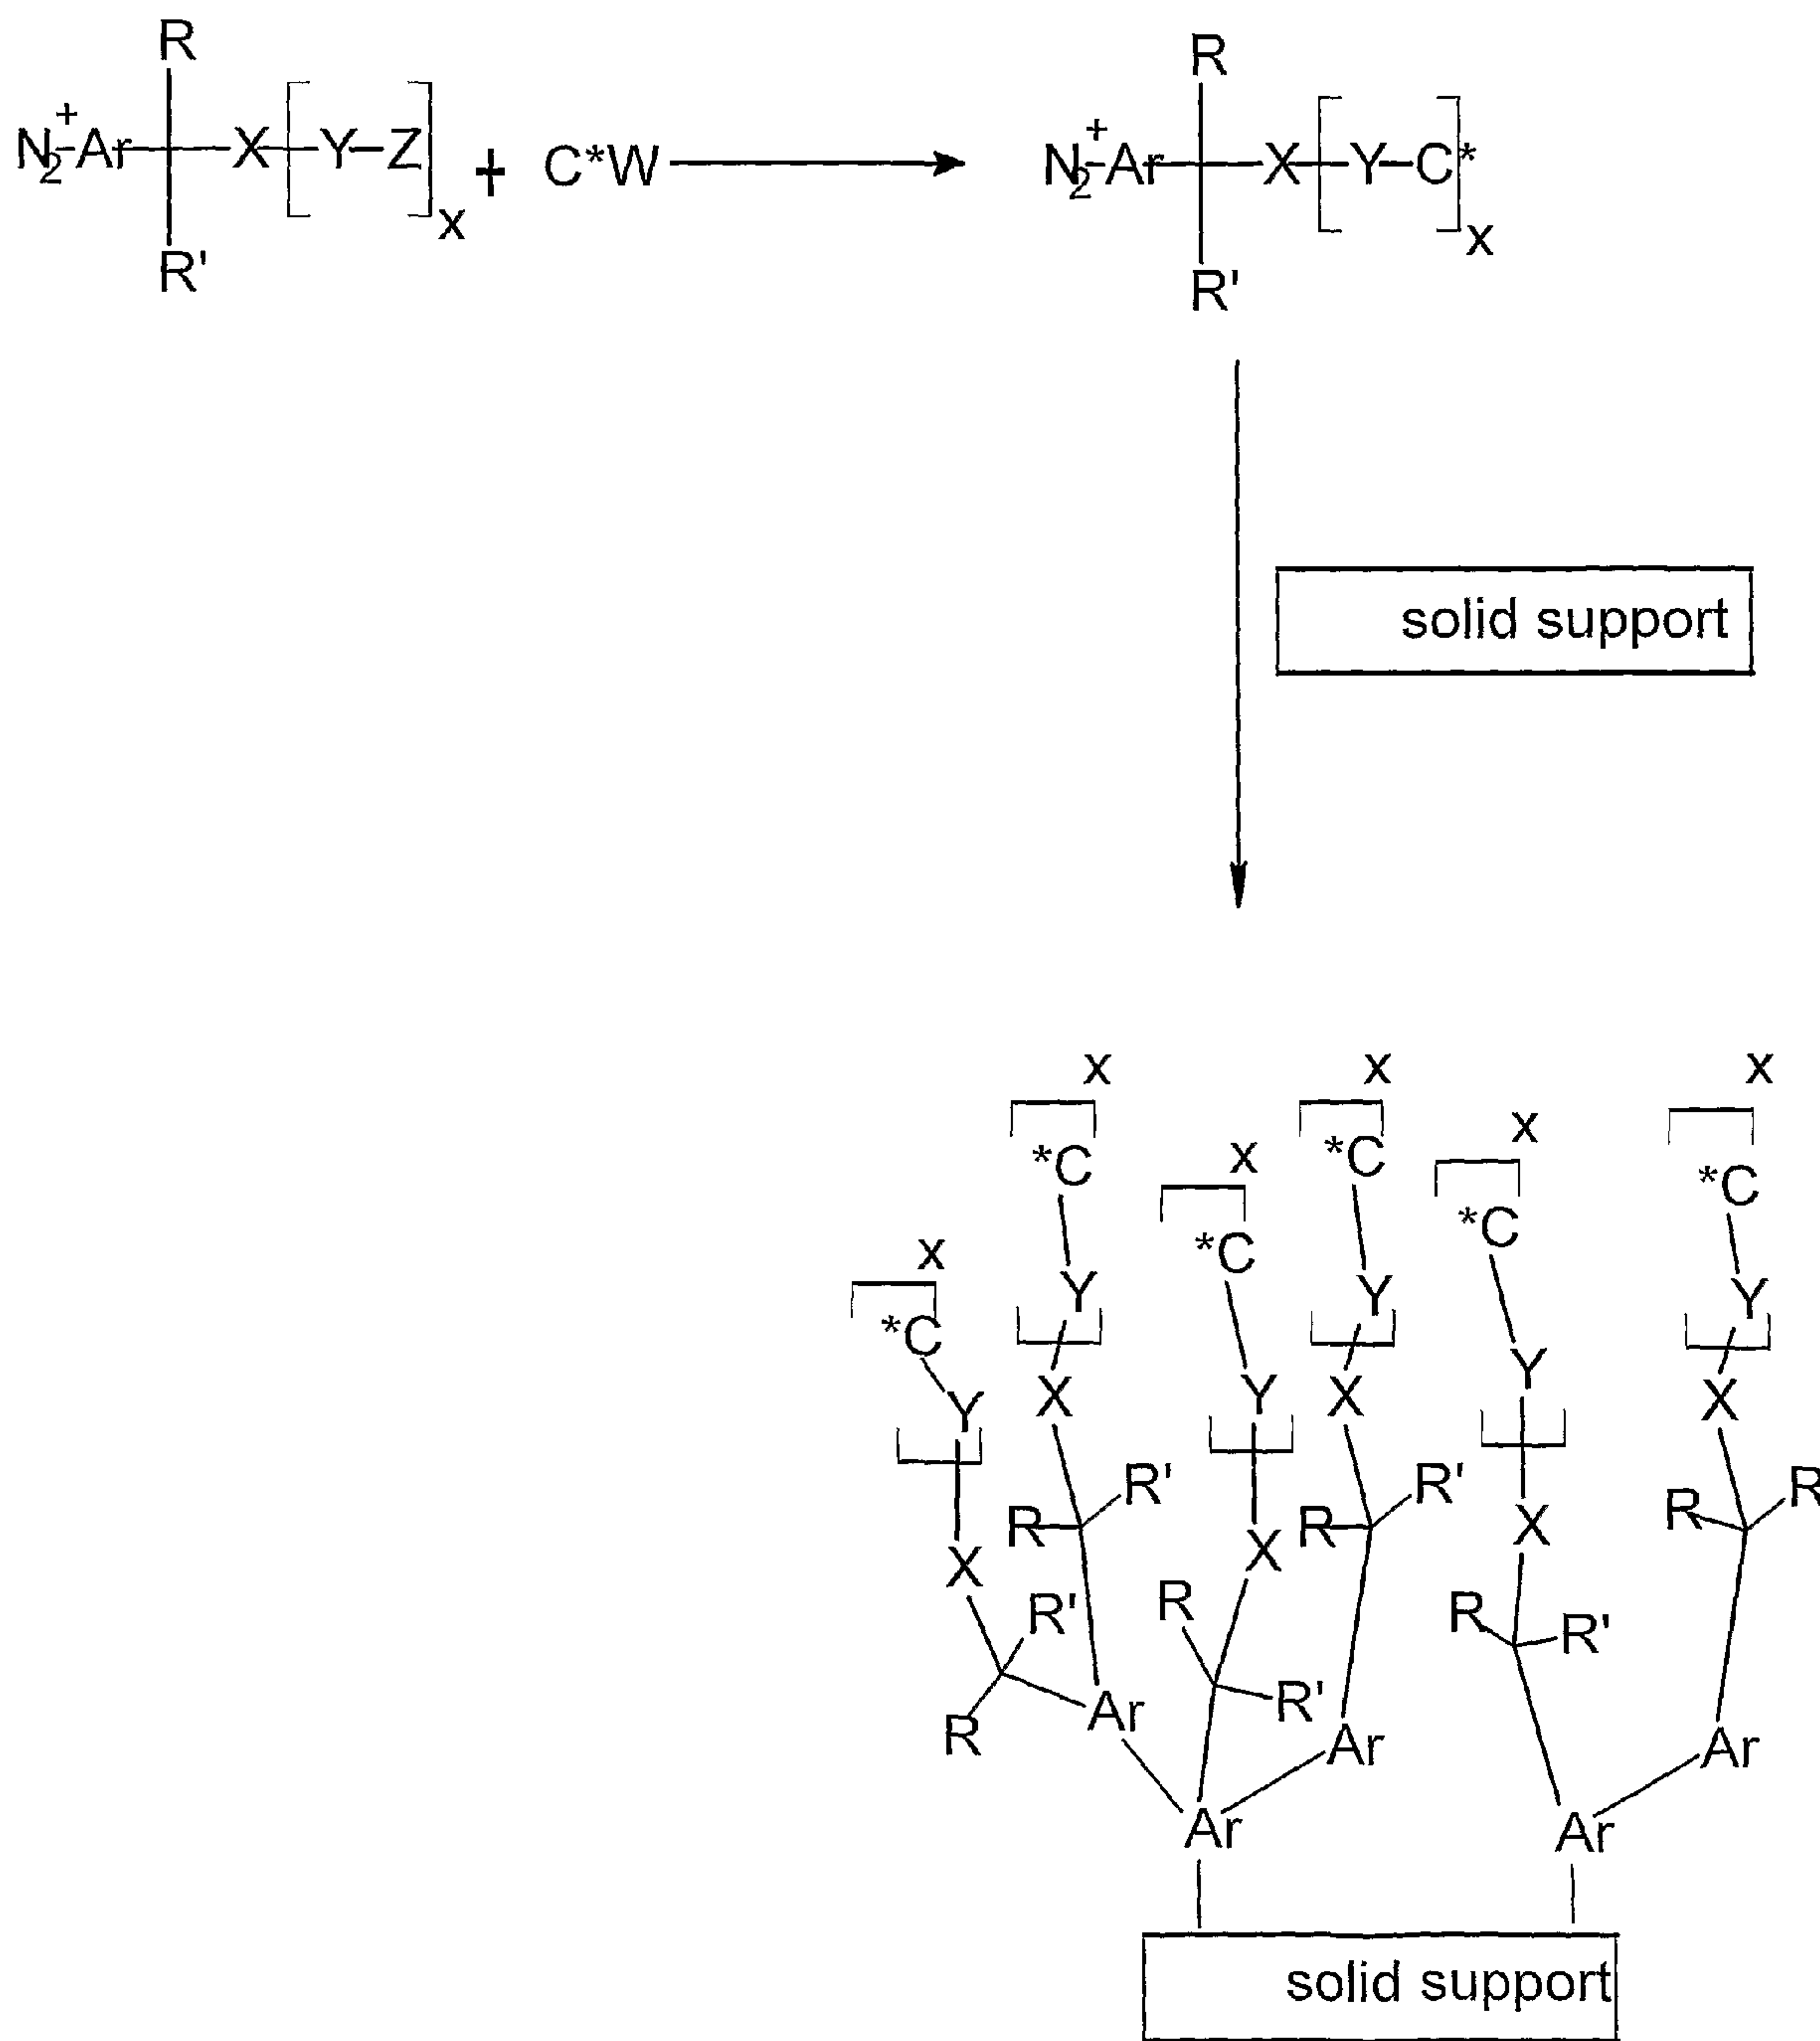 R R
N2+-Ar X [ Y-Z ]x + C*W N2+-Ar X [ Y-C* ]x
R' R'
solid support
x x x
x x
*C *C *C
x *C *C
*C Y Y Y
Y Y Y
X X X
R' R' R
R R R
X X X
R' R R R'
R' R
Ar Ar Ar
Ar Ar
solid support